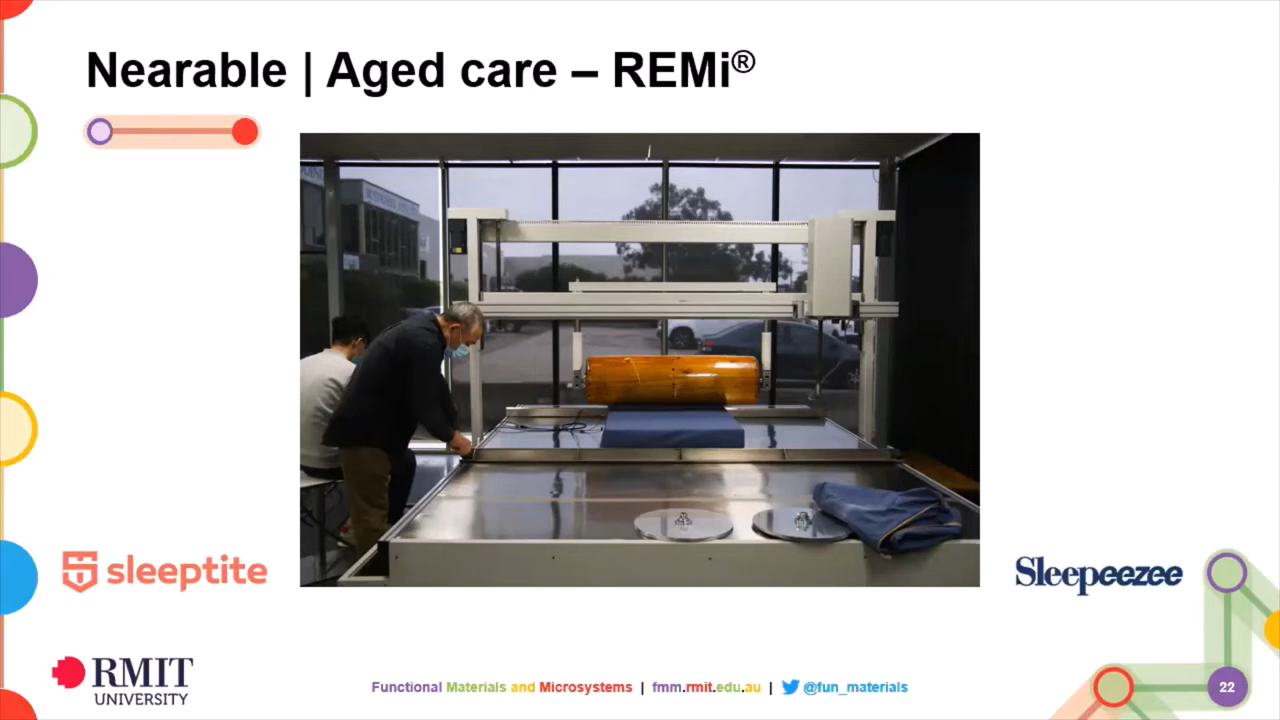 Nearable | Aged care – REMi®
sleeptite
Sleepeezee
RMIT
UNIVERSITY
Functional Materials and Microsystems | fmm.rmit.edu.au | @fun_materials
22